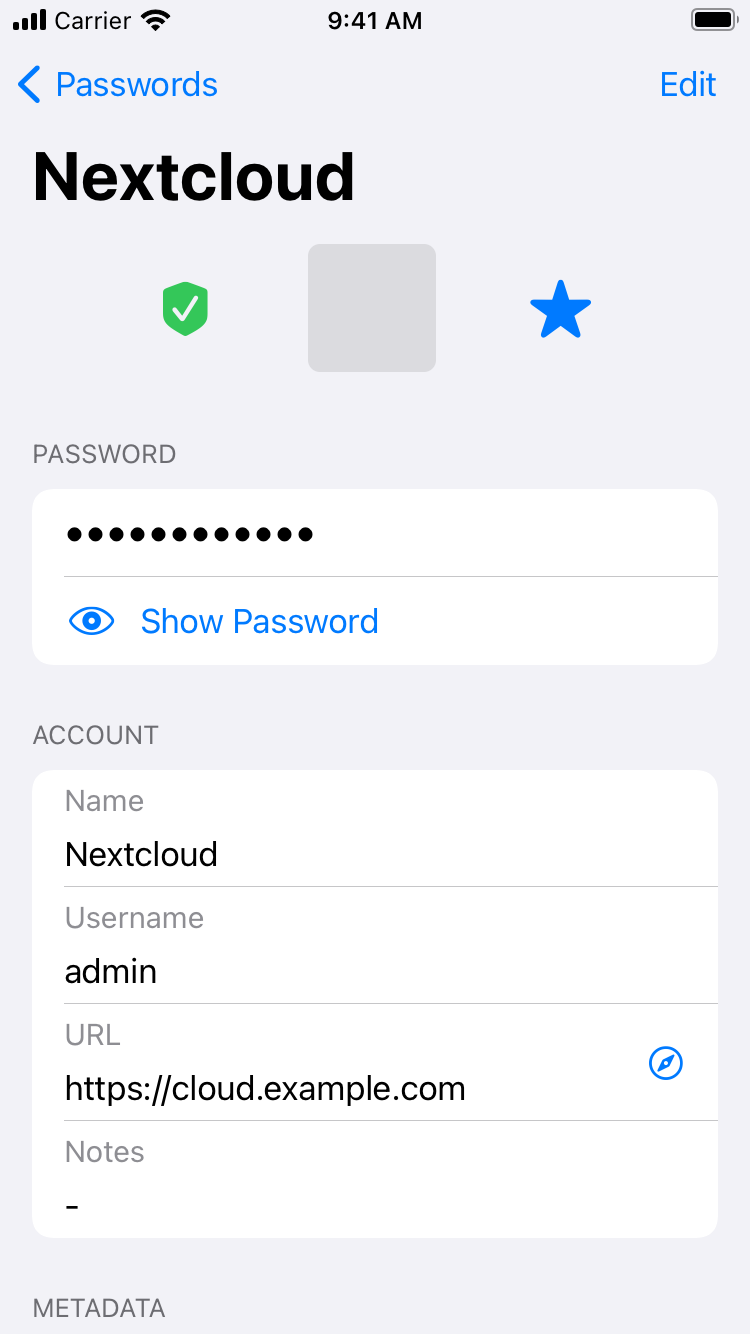 Carrier 9:41 AM
Passwords Edit
Nextcloud
PASSWORD
••••••••••••
Show Password
ACCOUNT
Name
Nextcloud
Username
admin
URL
https://cloud.example.com
Notes
-
METADATA